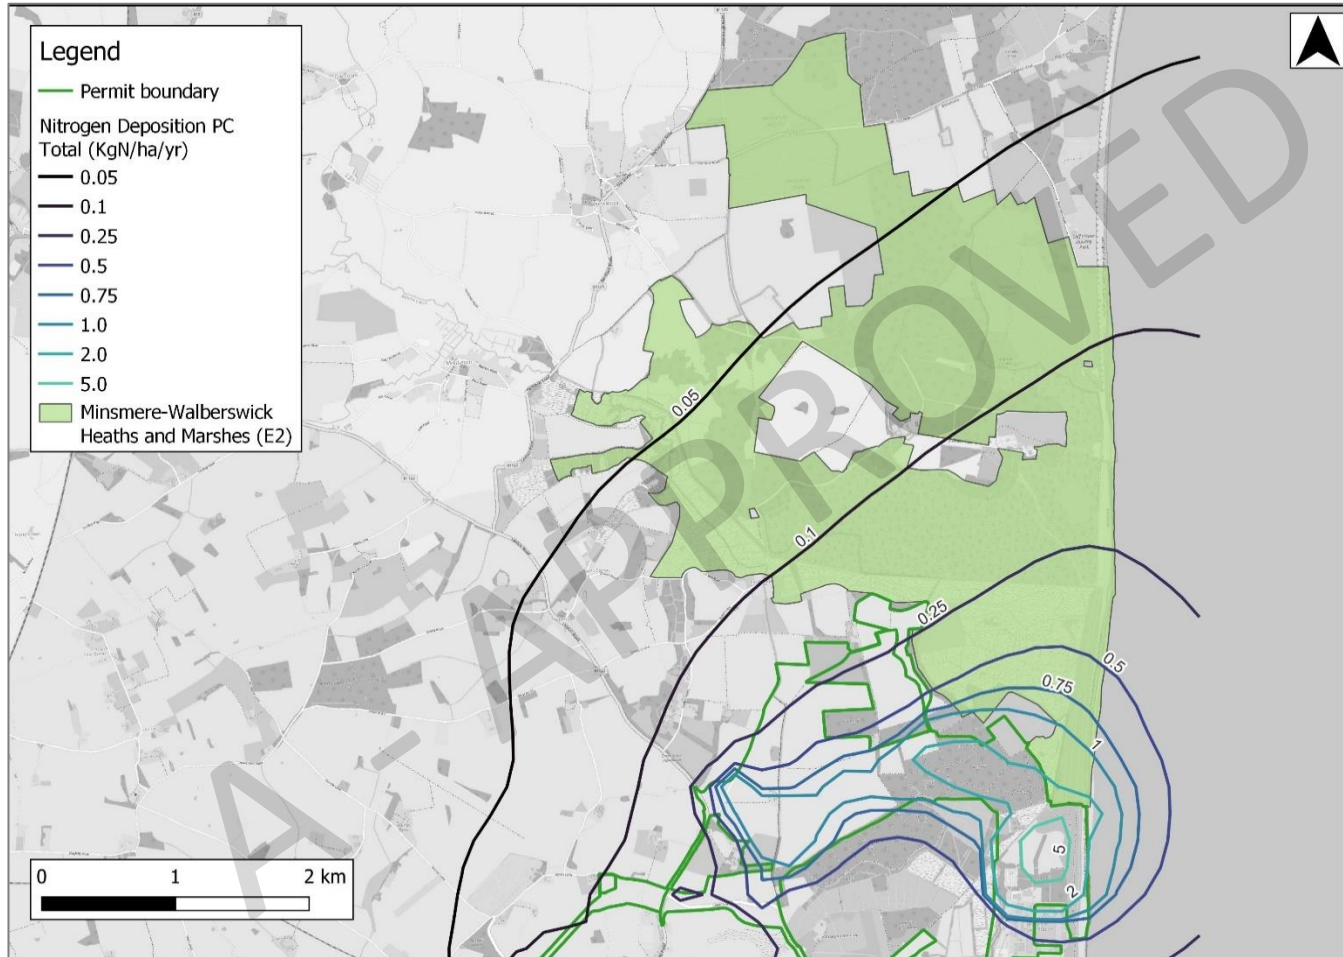 Legend
Permit boundary
Nitrogen Deposition PC
Total (KgN/ha/yr)
0.05
0.1
0.25
0.5
0.75
1.0
2.0
5.0
Minsmere-Walberswick
Heaths and Marshes (E2)
A - APPROVED
0.05
0.1
0.25
0.5
0.75
1
5
2
0 1 2 km